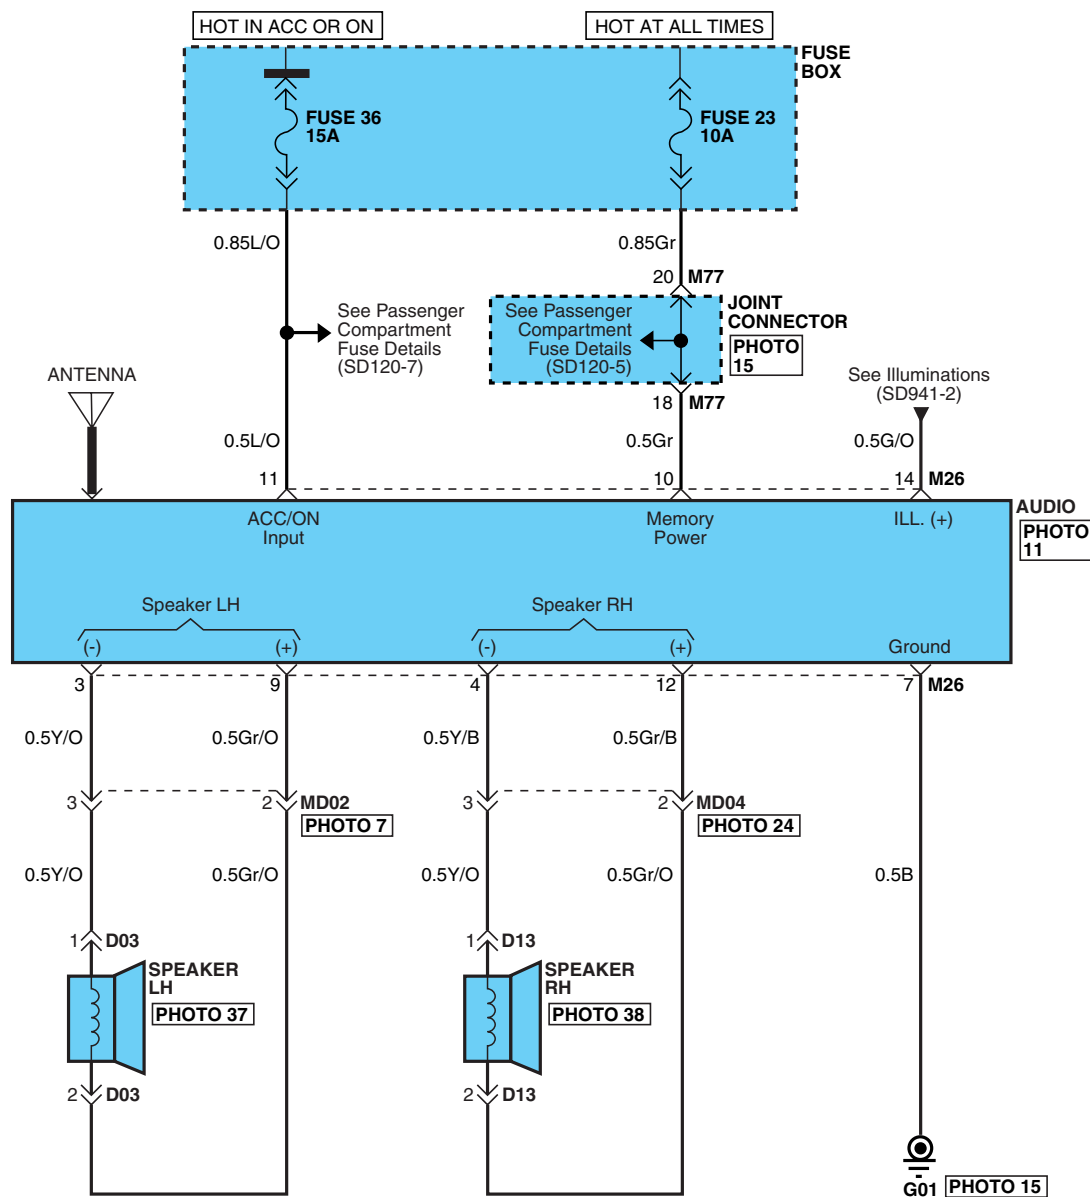 HOT IN ACC OR ON
HOT AT ALL TIMES
FUSE
BOX
FUSE 36
15A
FUSE 23
10A
0.85L/O
0.85Gr
20
M77
See Passenger
Compartment
Fuse Details
(SD120-7)
See Passenger
Compartment
Fuse Details
(SD120-5)
JOINT
CONNECTOR
PHOTO
15
ANTENNA
See Illuminations
(SD941-2)
18
M77
0.5L/O
0.5Gr
0.5G/O
11
10
14
M26
AUDIO
PHOTO
11
ACC/ON
Input
Memory
Power
ILL. (+)
Speaker LH
Speaker RH
(-)
(+)
(-)
(+)
Ground
3
9
4
12
7
M26
0.5Y/O
0.5Gr/O
0.5Y/B
0.5Gr/B
3
2
MD02
PHOTO 7
3
2
MD04
PHOTO 24
0.5Y/O
0.5Gr/O
0.5Y/O
0.5Gr/O
0.5B
1
D03
1
D13
SPEAKER
LH
PHOTO 37
SPEAKER
RH
PHOTO 38
2
D03
2
D13
G01
PHOTO 15